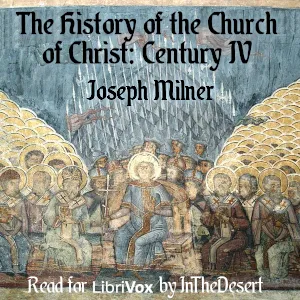 The History of the Church
of Christ: Century IV
Joseph Milner
Read for LibriVox by InTheDesert